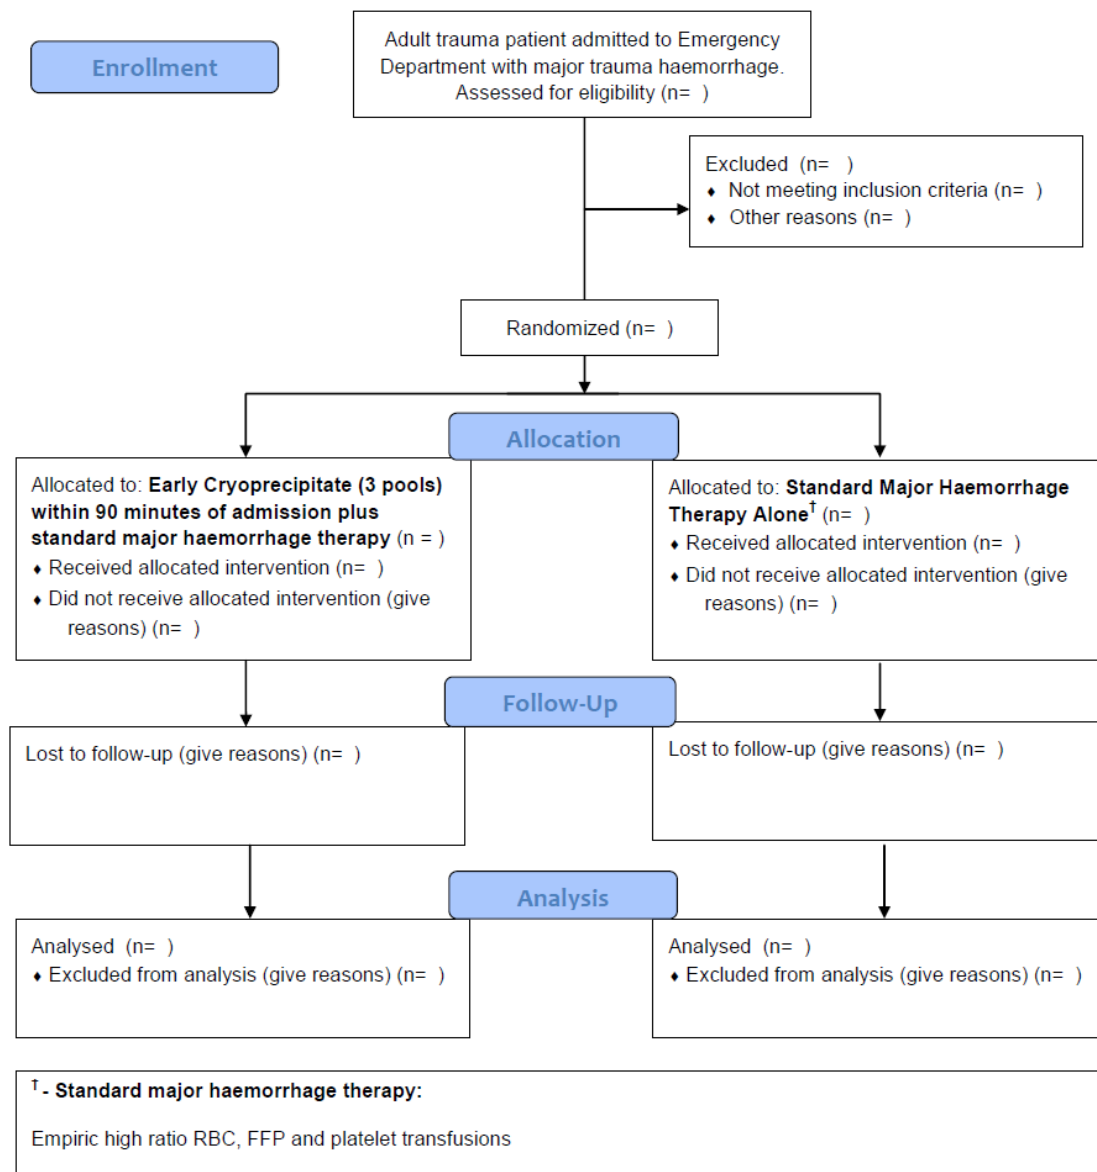 Enrollment
Adult trauma patient admitted to Emergency
Department with major trauma haemorrhage.
Assessed for eligibility (n=  )
Excluded  (n=  )
♦ Not meeting inclusion criteria (n=  )
♦ Other reasons (n=  )
Randomized (n=  )
Allocation
Allocated to: Early Cryoprecipitate (3 pools)
within 90 minutes of admission plus
standard major haemorrhage therapy (n = )
♦ Received allocated intervention (n=  )
♦ Did not receive allocated intervention (give
reasons) (n=  )
Allocated to: Standard Major Haemorrhage
Therapy Alone† (n=  )
♦ Received allocated intervention (n=  )
♦ Did not receive allocated intervention (give
reasons) (n=  )
Follow-Up
Lost to follow-up (give reasons) (n=  )
Lost to follow-up (give reasons) (n=  )
Analysis
Analysed  (n=  )
♦ Excluded from analysis (give reasons) (n=  )
Analysed  (n=  )
♦ Excluded from analysis (give reasons) (n=  )
† - Standard major haemorrhage therapy:
Empiric high ratio RBC, FFP and platelet transfusions